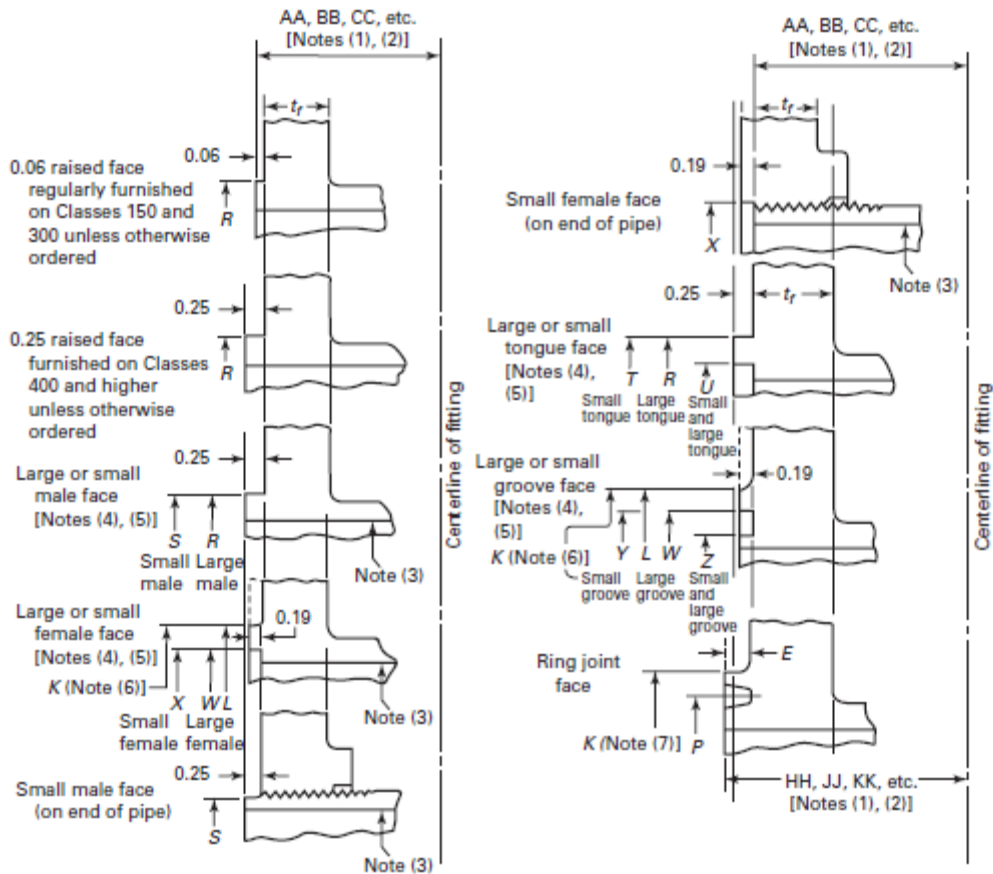 AA, BB, CC, etc.
[Notes (1), (2)]
tf
0.06
0.06 raised face
regularly furnished
on Classes 150 and
300 unless otherwise
ordered
R
0.25
0.25 raised face
furnished on Classes
400 and higher
unless otherwise
ordered
R
0.25
Large or small
male face
[Notes (4), (5)]
S R
Small Large
male male
Note (3)
Large or small
female face
[Notes (4), (5)]
K (Note (6)]
0.19
X W L
Small Large
female female
Note (3)
0.25
Small male face
(on end of pipe)
S
Note (3)
Centerline of fitting
AA, BB, CC, etc.
[Notes (1), (2)]
tf
0.19
Small female face
(on end of pipe)
X
Note (3)
0.25
tf
Large or small
tongue face
[Notes (4),
(5)]
T R U
Small Large Small
tongue tongue and
large
tongue
Large or small
groove face
[Notes (4),
(5)]
K (Note (6)]
0.19
Y L W Z
Small Large Small
groove groove and
large
groove
Ring joint
face
E
K (Note (7)] P
HH, JJ, KK, etc.
[Notes (1), (2)]
Centerline of fitting